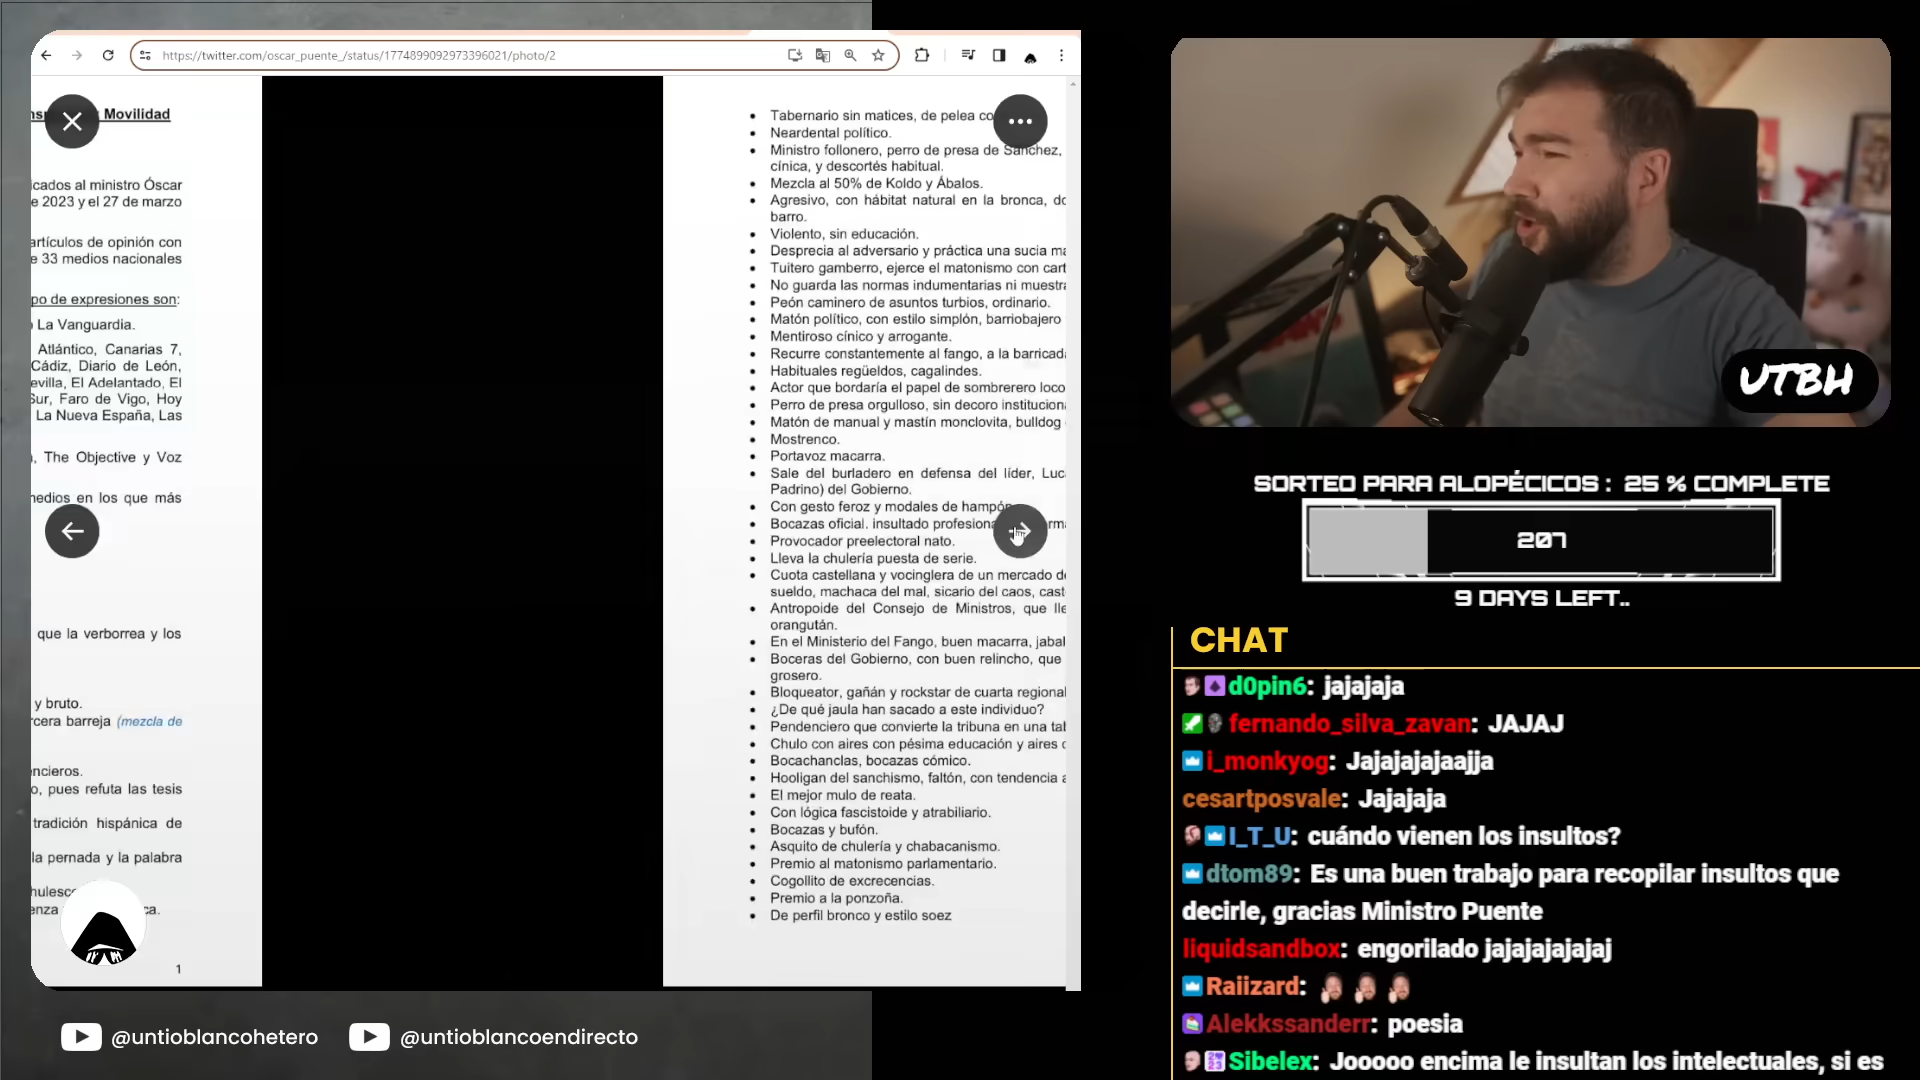 https://twitter.com/oscar_puente_/status/1774899092973396021/photo/2
Movilidad
icados al ministro Óscar
e 2023 y el 27 de marzo
artículos de opinión con
e 33 medios nacionales
po de expresiones son:
La Vanguardia.
Atlántico, Canarias 7,
Cádiz, Diario de León,
evilla, El Adelantado, El
Sur, Faro de Vigo, Hoy
La Nueva España, Las
, The Objective y Voz
medios en los que más
que la verborrea y los
y bruto.
rcera barreja (mezcla de
encieros.
o, pues refuta las tesis
tradición hispánica de
la pernada y la palabra
1
• Tabernario sin matices, de pelea
• Neardental político.
• Ministro follonero, perro de presa de Sánchez,
cínica, y descortés habitual.
• Mezcla al 50% de Koldo y Ábalos.
• Agresivo, con hábitat natural en la bronca,
barro.
• Violento, sin educación.
• Desprecia al adversario y práctica una sucia
• Tuitero gamberro, ejerce el matonismo con
• No guarda las normas indumentarias ni
• Peón caminero de asuntos turbios, ordinario.
• Matón político, con estilo simplón, barriobajero
• Mentiroso cínico y arrogante.
• Recurre constantemente al fango, a la barricada
• Habituales regüeldos, cagalindes.
• Actor que bordaría el papel de sombrerero loco
• Perro de presa orgulloso, sin decoro
• Matón de manual y mastín monclovita, bulldog
• Mostrenco.
• Portavoz macarra.
• Sale del burladero en defensa del líder,
Padrino) del Gobierno.
• Con gesto feroz y modales de hampón
• Bocazas oficial. insultado
• Provocador preelectoral nato.
• Lleva la chulería puesta de serie.
• Cuota castellana y vocinglera de un mercado
sueldo, machaca del mal, sicario del caos,
• Antropoide del Consejo de Ministros, que
orangután.
• En el Ministerio del Fango, buen macarra,
• Boceras del Gobierno, con buen relincho, que
grosero.
• Bloqueator, gañán y rockstar de cuarta regional
• ¿De qué jaula han sacado a este individuo?
• Pendenciero que convierte la tribuna en una
• Chulo con aires con pésima educación y aires
• Bocachanclas, bocazas cómico.
• Hooligan del sanchismo, faltón, con tendencia a
• El mejor mulo de reata.
• Con lógica fascistoide y atrabiliario.
• Bocazas y bufón.
• Asquito de chulería y chabacanismo.
• Premio al matonismo parlamentario.
• Cogollito de excrecencias.
• Premio a la ponzoña.
• De perfil bronco y estilo soez
@untioblancohetero @untioblancoendirecto
UTBH
SORTEO PARA ALOPÉCICOS : 25 % COMPLETE
207
9 DAYS LEFT..
CHAT
d0pin6: jajajaja
fernando_silva_zavan: JAJAJ
i_monkyog: Jajajajajaajja
cesartposvale: Jajajaja
I_T_U: cuándo vienen los insultos?
dtom89: Es una buen trabajo para recopilar insultos que
decirle, gracias Ministro Puente
liquidsandbox: engorilado jajajajajajaj
Raiizard:
Alekkssanderr: poesia
Sibelex: Jooooo encima le insultan los intelectuales, si es